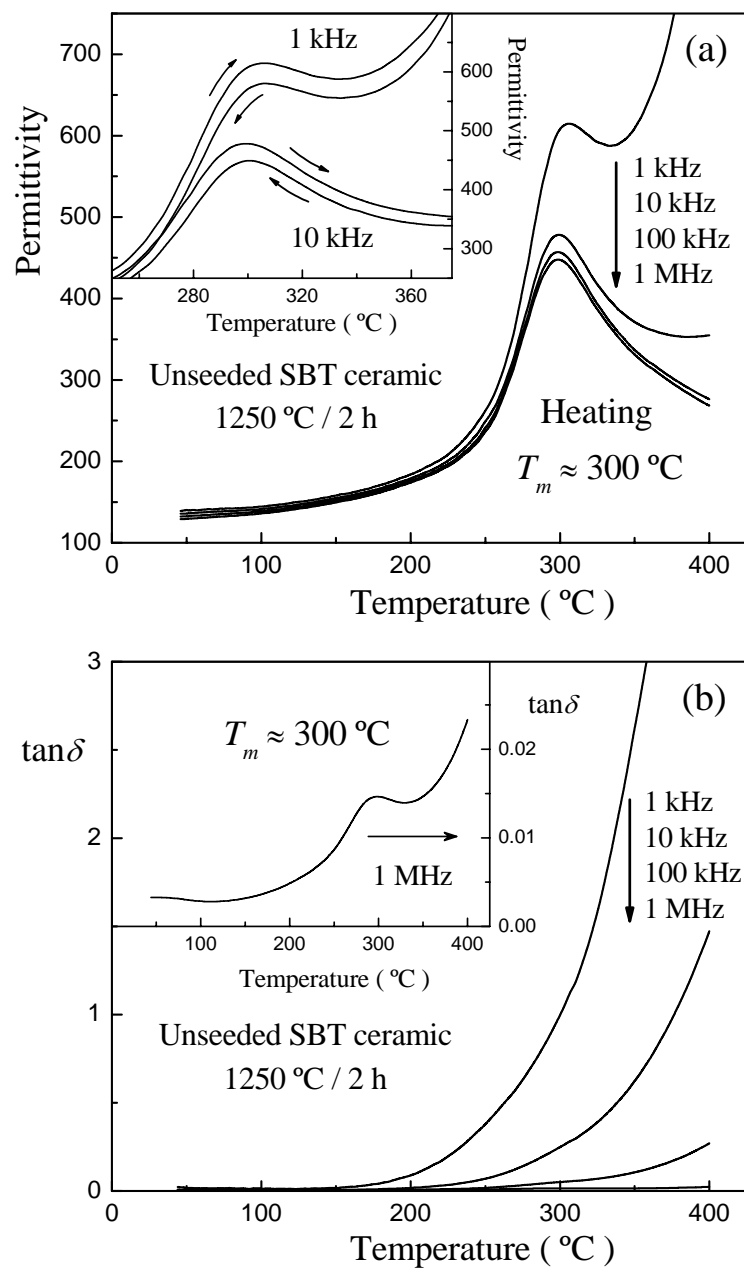 (a)
750
700
600
500
400
300
200
100
Permittivity
0 100 200 300 400
Temperature ( ºC )
1 kHz
10 kHz
600
500
400
300
Permittivity
280 320 360
Temperature ( ºC )
1 kHz
10 kHz
100 kHz
1 MHz
Unseeded SBT ceramic
1250 ºC / 2 h
Heating
Tm ≈ 300 ºC
(b)
3
2
1
0
tanδ
0 100 200 300 400
Temperature ( ºC )
Tm ≈ 300 ºC
1 MHz
tanδ
0.02
0.01
0.00
100 200 300 400
Temperature ( ºC )
1 kHz
10 kHz
100 kHz
1 MHz
Unseeded SBT ceramic
1250 ºC / 2 h